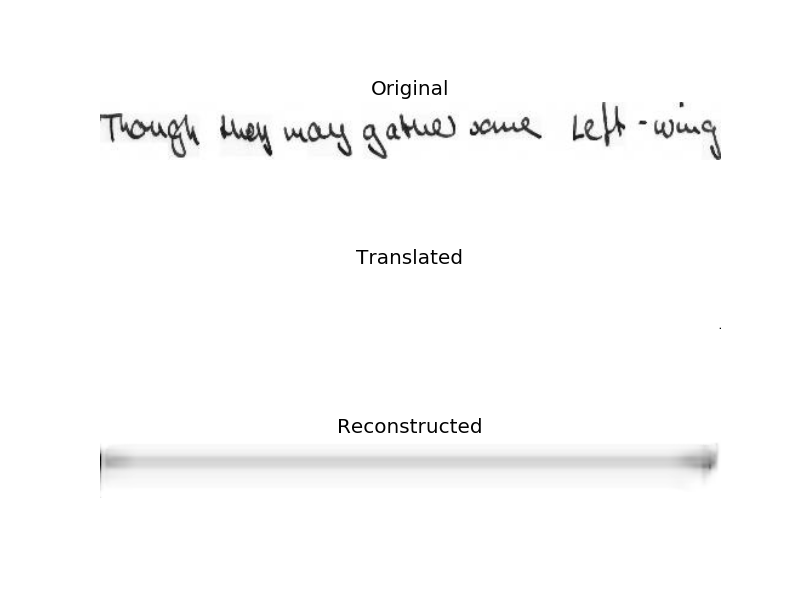 Original
Though they may gather some Left-wing
Translated
Reconstructed